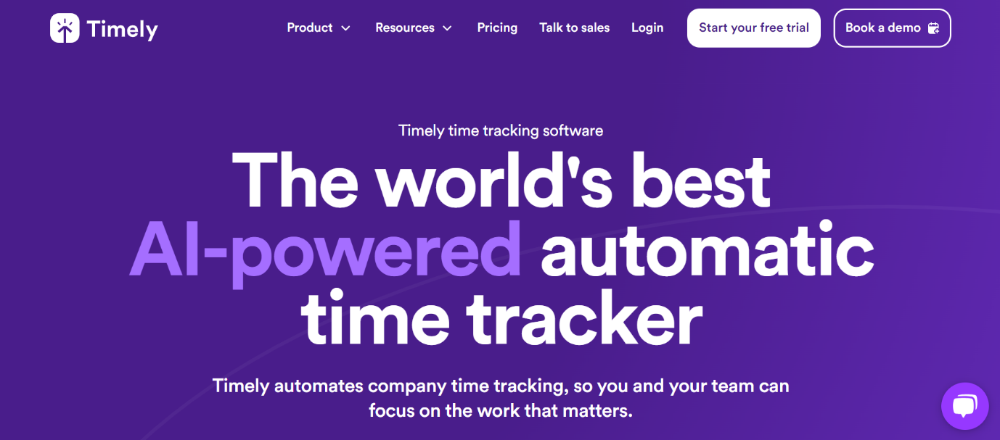 Timely
Product
Resources
Pricing
Talk to sales
Login
Start your free trial
Book a demo
Timely time tracking software
The world's best
AI-powered automatic
time tracker
Timely automates company time tracking, so you and your team can
focus on the work that matters.